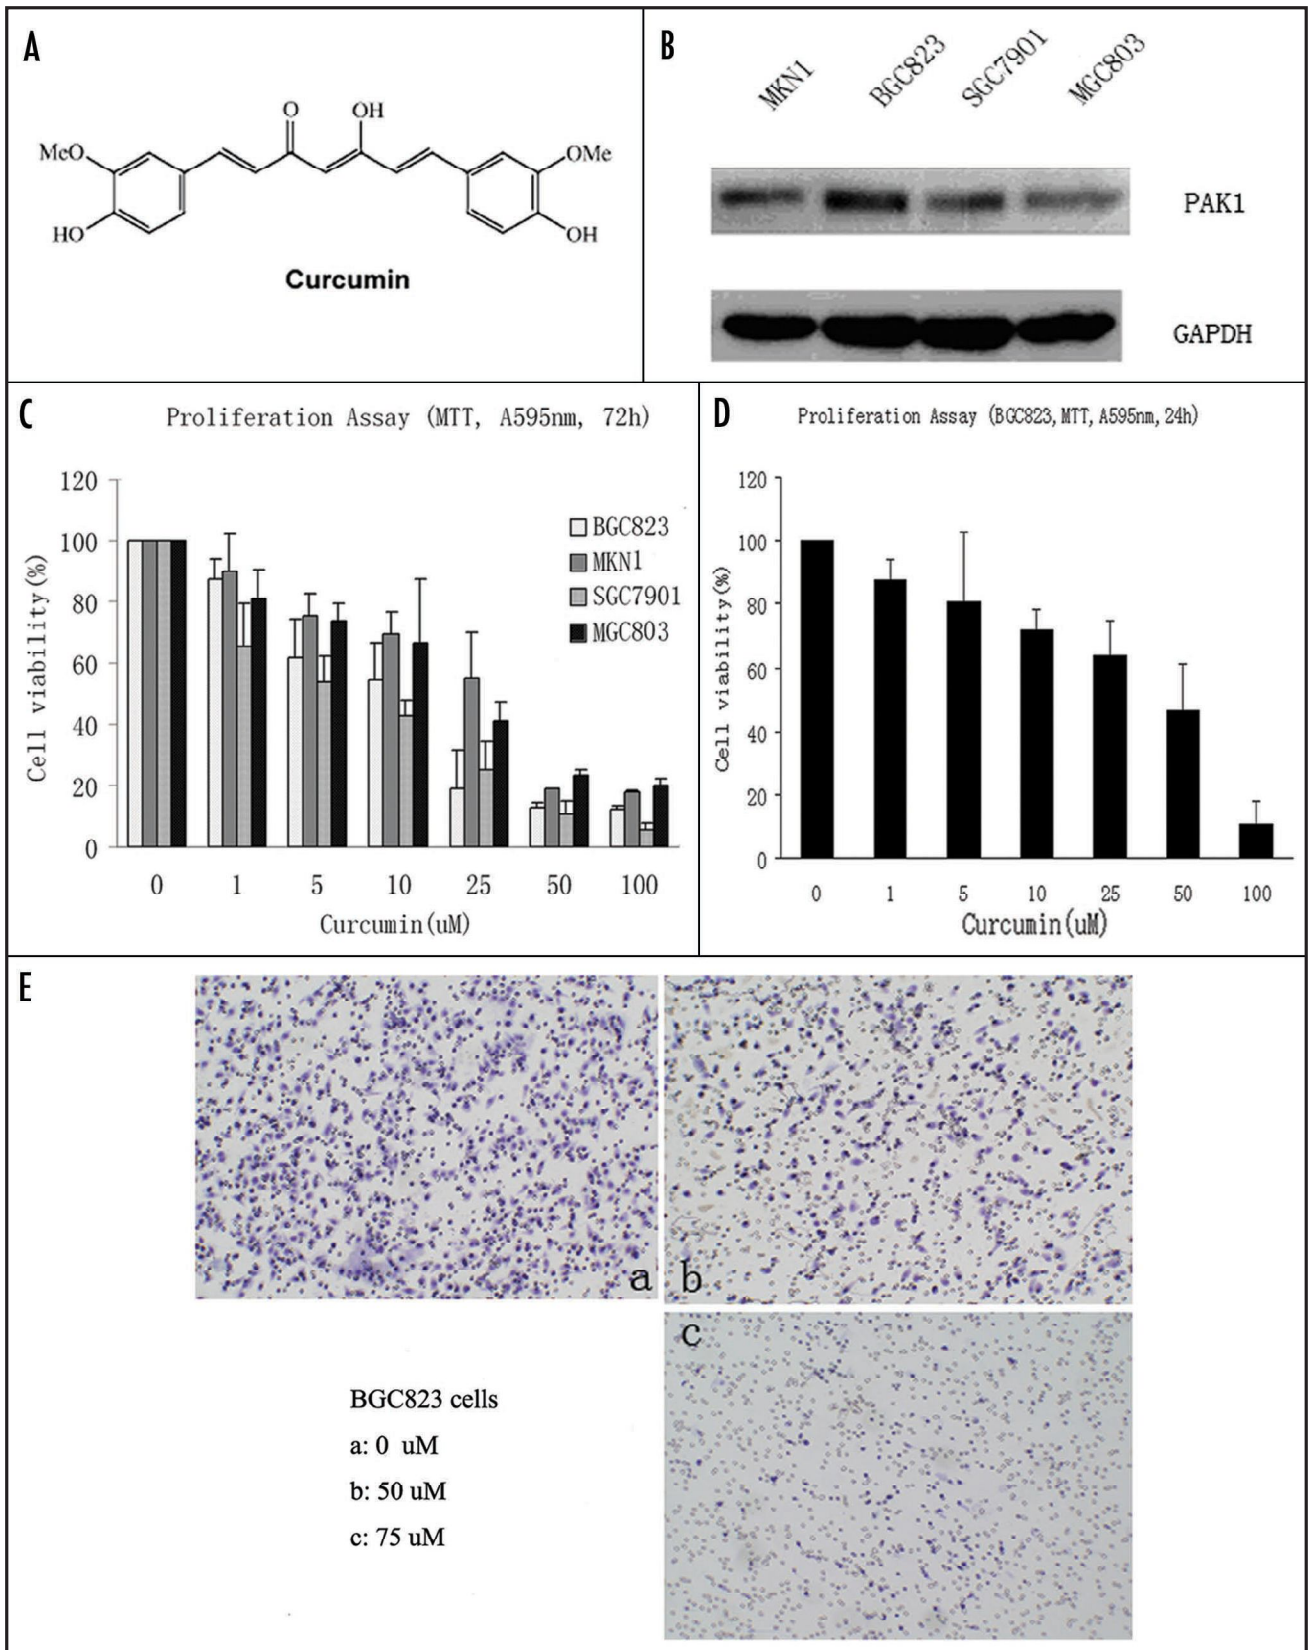 A
O OH
MeO OMe
HO OH
Curcumin
B
MKN1 BGC823 SGC7901 MGC803
PAK1
GAPDH
C
Proliferation Assay (MTT, A595nm, 72h)
Cell viability(%)
120
100
80
60
40
20
0
BGC823
MKN1
SGC7901
MGC803
0 1 5 10 25 50 100
Curcumin(uM)
D
Proliferation Assay (BGC823, MTT, A595nm, 24h)
Cell viability(%)
120
100
80
60
40
20
0
0 1 5 10 25 50 100
Curcumin(uM)
E
a
b
c
BGC823 cells
a: 0 uM
b: 50 uM
c: 75 uM